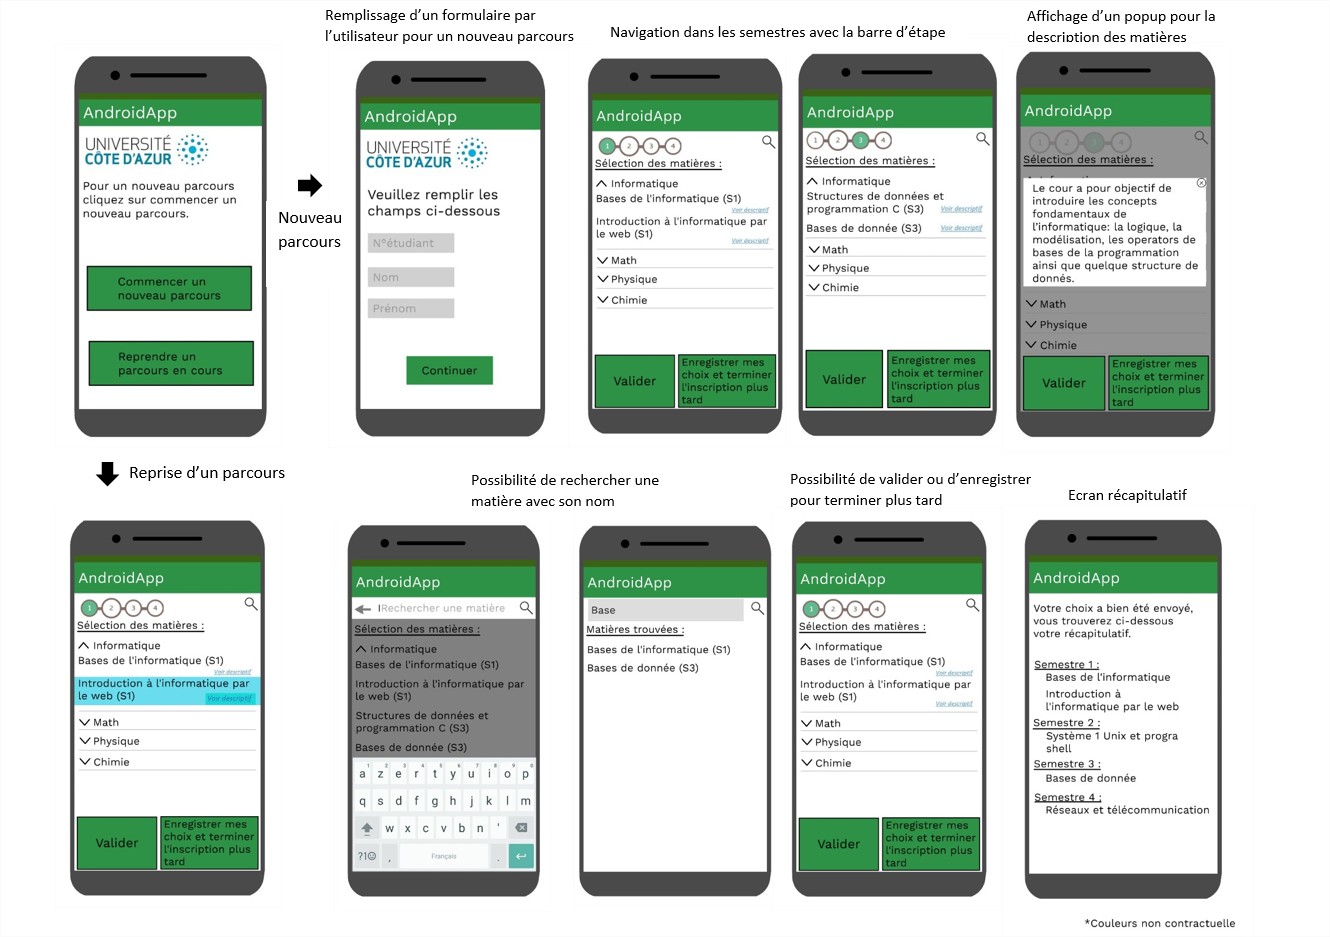 Remplissage d'un formulaire par
l'utilisateur pour un nouveau parcours
Navigation dans les semestres avec la barre d'étape
Affichage d'un popup pour la
description des matières
AndroidApp
UNIVERSITÉ
CÔTE D'AZUR
Pour un nouveau parcours
cliquez sur commencer un
nouveau parcours.
Commencer un
nouveau parcours
Reprendre un
parcours en cours
Nouveau
parcours
AndroidApp
UNIVERSITÉ
CÔTE D'AZUR
Veuillez remplir les
champs ci-dessous
N°étudiant
Nom
Prénom
Continuer
AndroidApp
1 2 3 4
Sélection des matières :
Informatique
Bases de l'informatique (S1)
Voir descriptif
Introduction à l'informatique par
le web (S1)
Voir descriptif
Math
Physique
Chimie
Valider
Enregistrer mes
choix et terminer
l'inscription plus
tard
AndroidApp
1 2 3 4
Sélection des matières :
Informatique
Structures de données et
programmation C (S3) Voir descriptif
Bases de donnée (S3) Voir descriptif
Math
Physique
Chimie
Valider
Enregistrer mes
choix et terminer
l'inscription plus
tard
AndroidApp
1 2 3 4
Sélection des matières :
Le cour a pour objectif de
introduire les concepts
fondamentaux de
l'informatique: la logique, la
modélisation, les operators de
bases de la programmation
ainsi que quelque structure de
donnés.
Math
Physique
Chimie
Valider
Enregistrer mes
choix et terminer
l'inscription plus
tard
Reprise d'un parcours
Possibilité de rechercher une
matière avec son nom
Possibilité de valider ou d'enregistrer
pour terminer plus tard
Ecran récapitulatif
AndroidApp
1 2 3 4
Sélection des matières :
Informatique
Bases de l'informatique (S1)
Voir descriptif
Introduction à l'informatique par
le web (S1) Voir descriptif
Math
Physique
Chimie
Valider
Enregistrer mes
choix et terminer
l'inscription plus
tard
AndroidApp
Rechercher une matière
Sélection des matières :
Informatique
Bases de l'informatique (S1)
Introduction à l'informatique par
le web (S1)
Structures de données et
programmation C (S3)
Bases de donnée (S3)
1 2 3 4 5 6 7 8 9 0
a z e r t y u i o p
q s d f g h j k l m
w x c v b n '
?1☺ , Français .
AndroidApp
Base
Matières trouvées :
Bases de l'informatique (S1)
Bases de donnée (S3)
AndroidApp
1 2 3 4
Sélection des matières :
Informatique
Bases de l'informatique (S1)
Voir descriptif
Introduction à l'informatique par
le web (S1)
Voir descriptif
Math
Physique
Chimie
Valider
Enregistrer mes
choix et terminer
l'inscription plus
tard
AndroidApp
Votre choix a bien été envoyé,
vous trouverez ci-dessous
votre récapitulatif.
Semestre 1 :
Bases de l'informatique
Introduction à
l'informatique par le web
Semestre 2 :
Système 1 Unix et progra
shell
Semestre 3 :
Bases de donnée
Semestre 4 :
Réseaux et télécommunication
*Couleurs non contractuelle